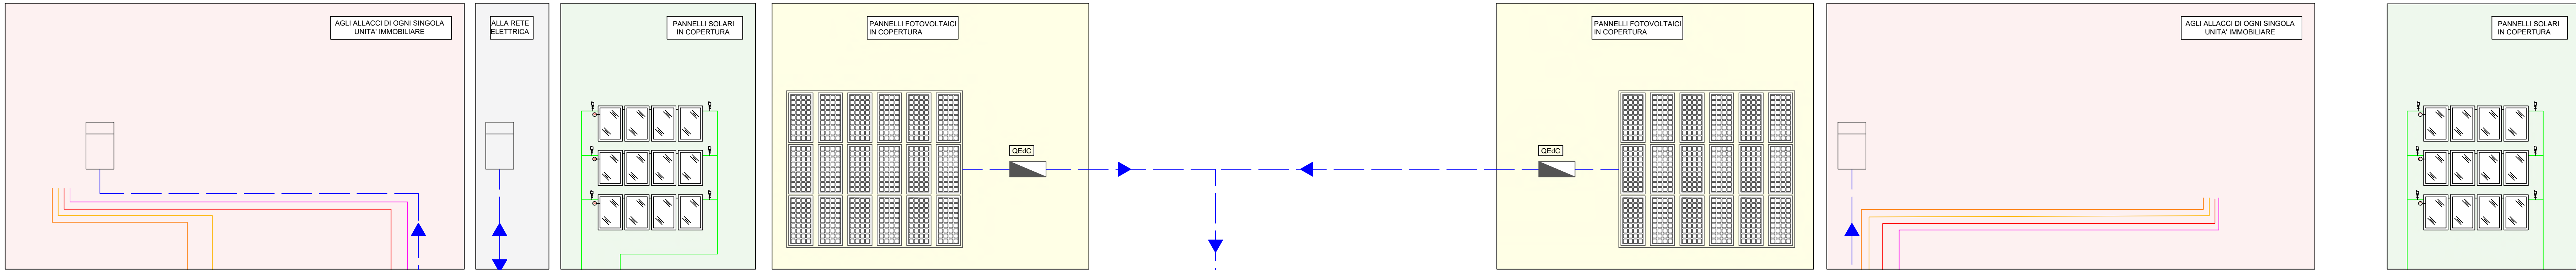 AGLI ALLACCI DI OGNI SINGOLA
UNITA' IMMOBILIARE
ALLA RETE
ELETTRICA
PANNELLI SOLARI
IN COPERTURA
PANNELLI FOTOVOLTAICI
IN COPERTURA
QEdC
PANNELLI FOTOVOLTAICI
IN COPERTURA
QEdC
AGLI ALLACCI DI OGNI SINGOLA
UNITA' IMMOBILIARE
PANNELLI SOLARI
IN COPERTURA